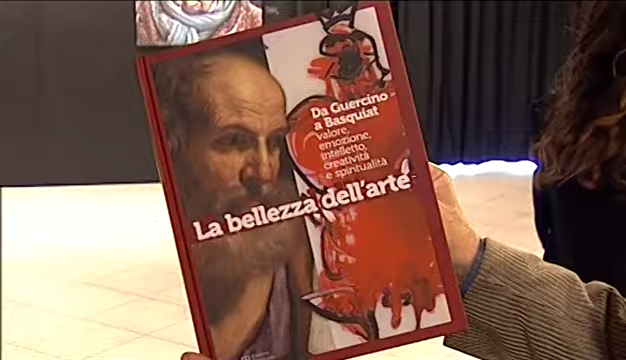 Da Guercino
a Basquiat
valore,
emozione,
intelletto,
creatività
e spiritualità
La bellezza dell'arte